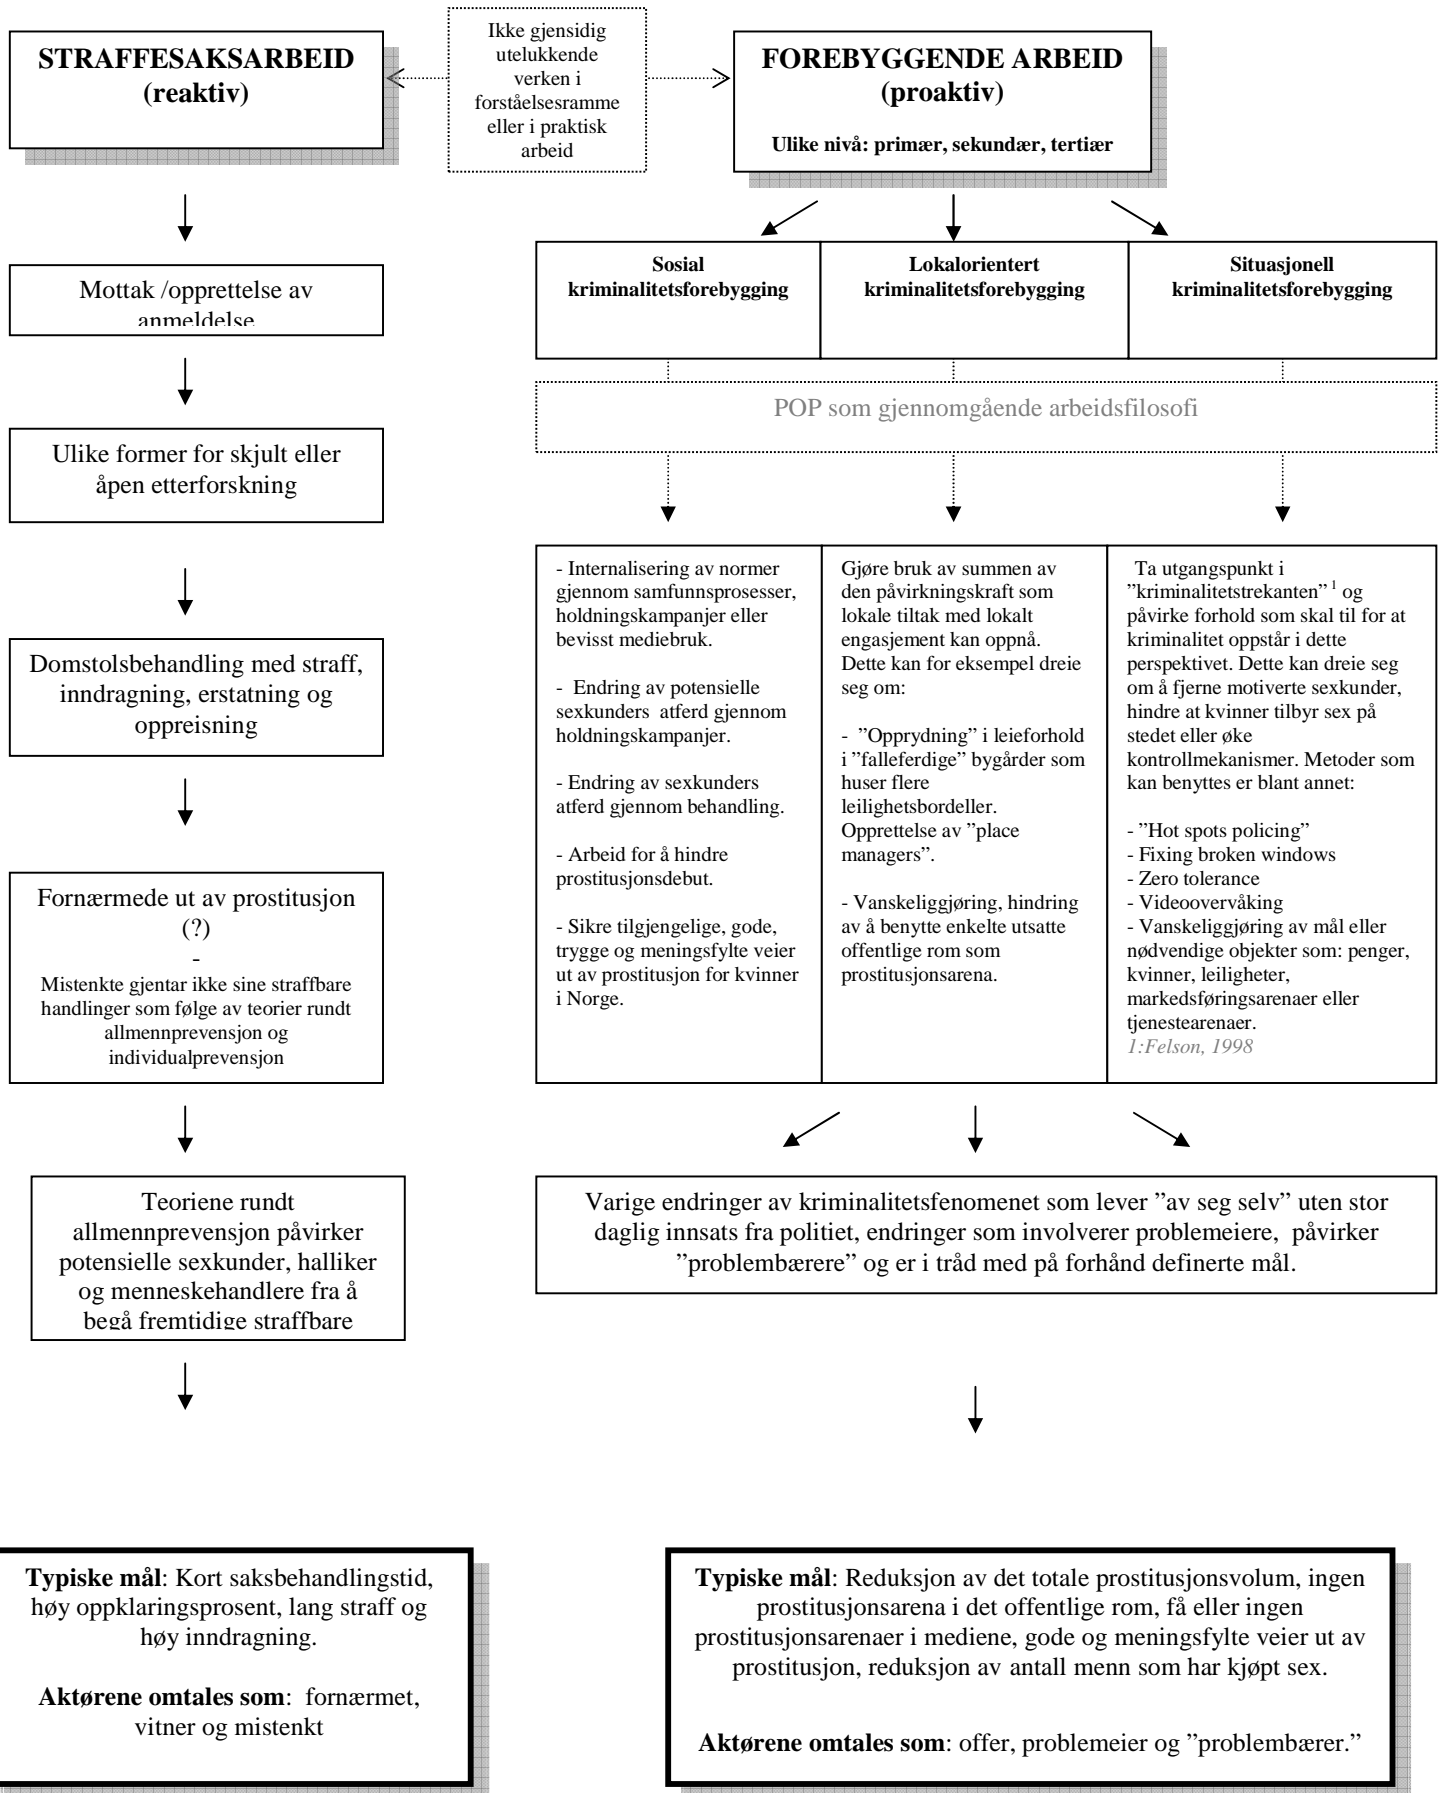 STRAFFESAKSARBEID
(reaktiv)
Ikke gjensidig
utelukkende
verken i
forståelsesramme
eller i praktisk
arbeid
FOREBYGGENDE ARBEID
(proaktiv)
Ulike nivå: primær, sekundær, tertiær
Mottak /opprettelse av
anmeldelse
Ulike former for skjult eller
åpen etterforskning
Domstolsbehandling med straff,
inndragning, erstatning og
oppreisning
Fornærmede ut av prostitusjon
(?)
-
Mistenkte gjentar ikke sine straffbare
handlinger som følge av teorier rundt
allmennprevensjon og
individualprevensjon
Teoriene rundt
allmennprevensjon påvirker
potensielle sexkunder, halliker
og menneskehandlere fra å
begå fremtidige straffbare
Sosial
kriminalitetsforebygging
Lokalorientert
kriminalitetsforebygging
Situasjonell
kriminalitetsforebygging
POP som gjennomgående arbeidsfilosofi
- Internalisering av normer
gjennom samfunnsprosesser,
holdningskampanjer eller
bevisst mediebruk.
- Endring av potensielle
sexkunders atferd gjennom
holdningskampanjer.
- Endring av sexkunders
atferd gjennom behandling.
- Arbeid for å hindre
prostitusjonsdebut.
- Sikre tilgjengelige, gode,
trygge og meningsfylte veier
ut av prostitusjon for kvinner
i Norge.
Gjøre bruk av summen av
den påvirkningskraft som
lokale tiltak med lokalt
engasjement kan oppnå.
Dette kan for eksempel dreie
seg om:
- ”Opprydning” i leieforhold
i ”falleferdige” bygårder som
huser flere
leilighetsbordeller.
Opprettelse av ”place
managers”.
- Vanskeliggjøring, hindring
av å benytte enkelte utsatte
offentlige rom som
prostitusjonsarena.
Ta utgangspunkt i
”kriminalitetstrekanten” 1 og
påvirke forhold som skal til for at
kriminalitet oppstår i dette
perspektivet. Dette kan dreie seg
om å fjerne motiverte sexkunder,
hindre at kvinner tilbyr sex på
stedet eller øke
kontrollmekanismer. Metoder som
kan benyttes er blant annet:
- ”Hot spots policing”
- Fixing broken windows
- Zero tolerance
- Videoovervåking
- Vanskeliggjøring av mål eller
nødvendige objekter som: penger,
kvinner, leiligheter,
markedsføringsarenaer eller
tjenestearenaer.
1:Felson, 1998
Varige endringer av kriminalitetsfenomenet som lever ”av seg selv” uten stor
daglig innsats fra politiet, endringer som involverer problemeiere, påvirker
”problembærere” og er i tråd med på forhånd definerte mål.
Typiske mål: Kort saksbehandlingstid,
høy oppklaringsprosent, lang straff og
høy inndragning.
Aktørene omtales som: fornærmet,
vitner og mistenkt
Typiske mål: Reduksjon av det totale prostitusjonsvolum, ingen
prostitusjonsarena i det offentlige rom, få eller ingen
prostitusjonsarenaer i mediene, gode og meningsfylte veier ut av
prostitusjon, reduksjon av antall menn som har kjøpt sex.
Aktørene omtales som: offer, problemeier og ”problembærer.”